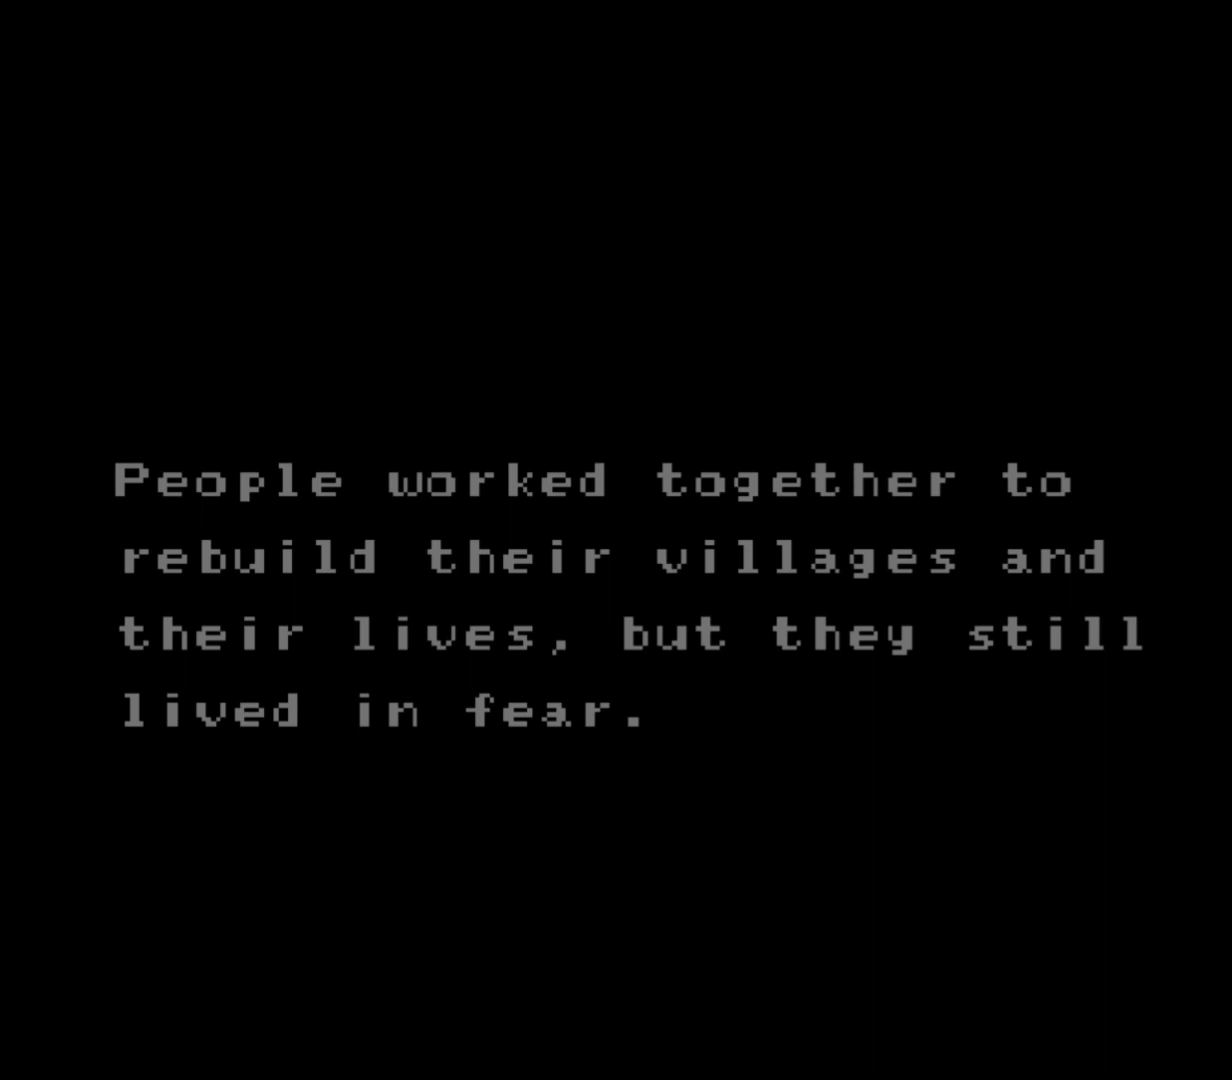 People worked together to
rebuild their villages and
their lives, but they still
lived in fear.